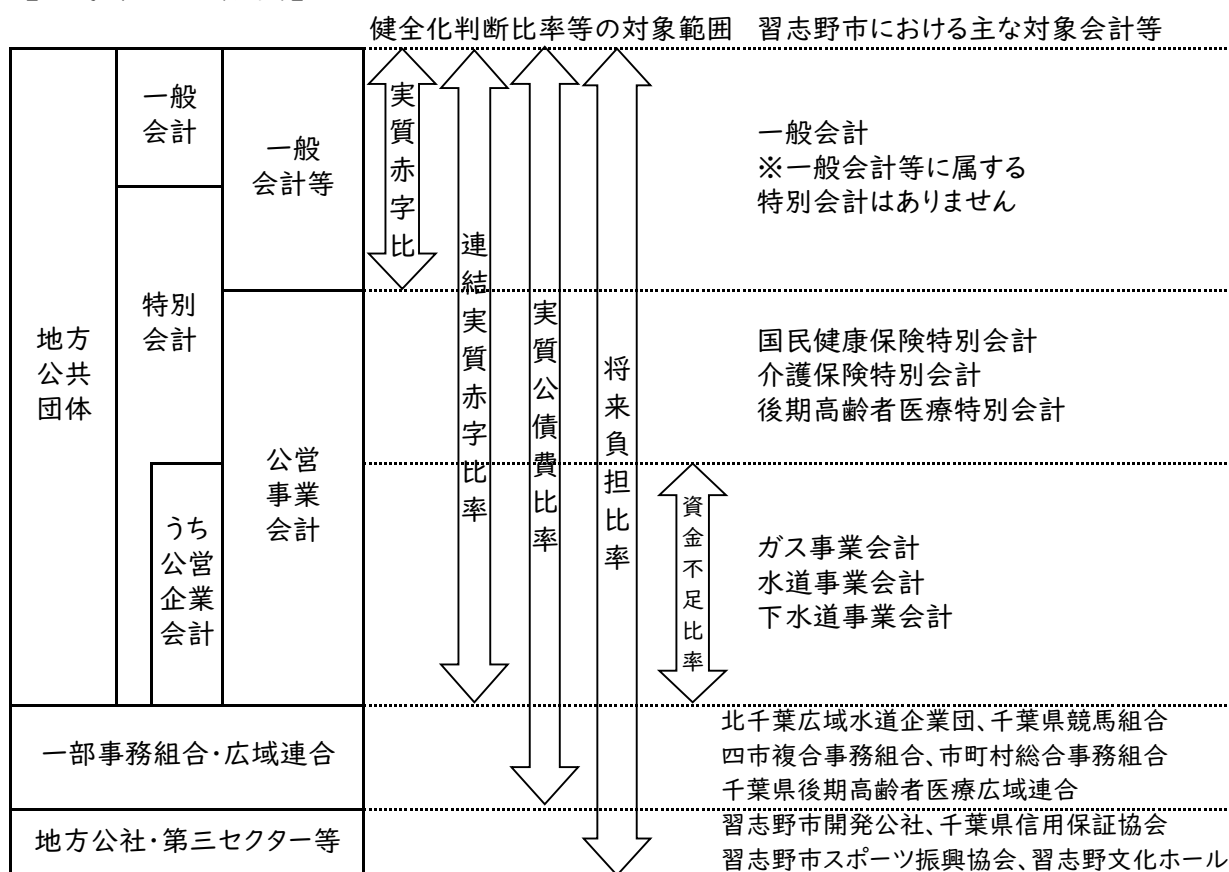 健全化判断比率等の対象範囲 習志野市における主な対象会計等
地方
公共
団体
一般
会計
特別
会計
うち
公営
企業
会計
一般
会計等
公営
事業
会計
実質赤字比
連結実質赤字比率
実質公債費比率
将来負担比率
資金不足比率
一般会計
※一般会計等に属する
特別会計はありません
国民健康保険特別会計
介護保険特別会計
後期高齢者医療特別会計
ガス事業会計
水道事業会計
下水道事業会計
一部事務組合・広域連合
北千葉広域水道企業団、千葉県競馬組合
四市複合事務組合、市町村総合事務組合
千葉県後期高齢者医療広域連合
地方公社・第三セクター等
習志野市開発公社、千葉県信用保証協会
習志野市スポーツ振興協会、習志野文化ホール